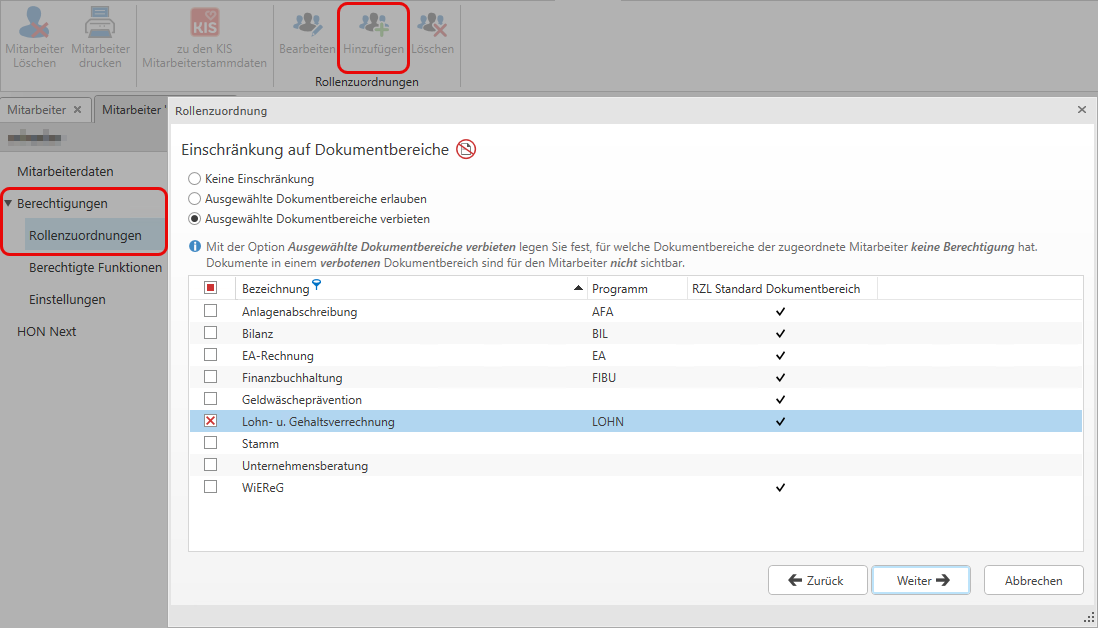 Mitarbeiter Löschen
Mitarbeiter drucken
KIS
zu den KIS Mitarbeiterstammdaten
Bearbeiten
Hinzufügen
Löschen
Rollenzuordnungen
Mitarbeiter ×
Mitarbeiter '
Mitarbeiterdaten
Berechtigungen
Rollenzuordnungen
Berechtigte Funktionen
Einstellungen
HON Next
Rollenzuordnung
Einschränkung auf Dokumentbereiche
Keine Einschränkung
Ausgewählte Dokumentbereiche erlauben
Ausgewählte Dokumentbereiche verbieten
Mit der Option Ausgewählte Dokumentbereiche verbieten legen Sie fest, für welche Dokumentbereiche der zugeordnete Mitarbeiter keine Berechtigung hat.
Dokumente in einem verbotenen Dokumentbereich sind für den Mitarbeiter nicht sichtbar.
Bezeichnung Programm RZL Standard Dokumentbereich
Anlagenabschreibung AFA ✓
Bilanz BIL ✓
EA-Rechnung EA ✓
Finanzbuchhaltung FIBU ✓
Geldwäscheprävention ✓
Lohn- u. Gehaltsverrechnung LOHN ✓
Stamm
Unternehmensberatung
WiEReG ✓
Zurück
Weiter
Abbrechen